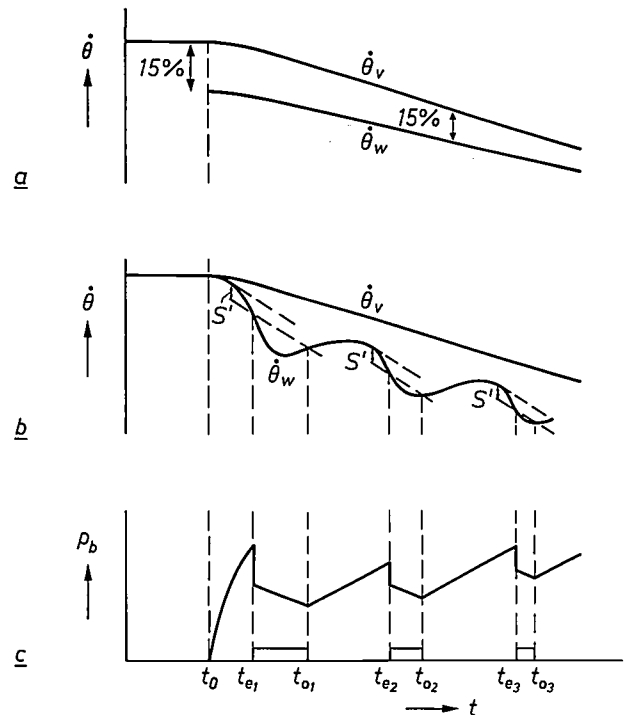 θ̇
15%
θ̇v
15%
θ̇w
a
θ̇
θ̇v
S'
θ̇w
S'
S'
b
pb
c
t0 te1 to1 te2 to2 te3 to3
t